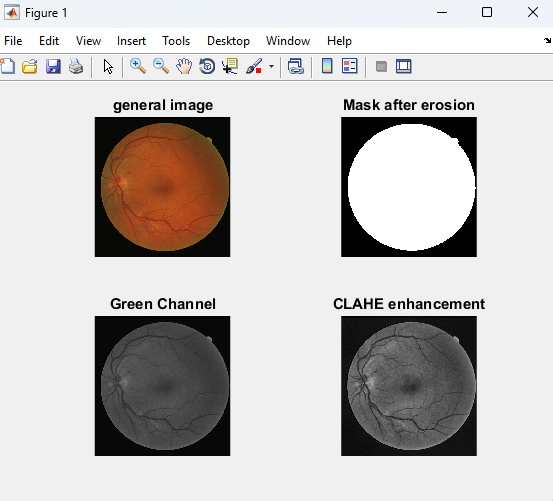 Figure 1
File Edit View Insert Tools Desktop Window Help
general image
Mask after erosion
Green Channel
CLAHE enhancement